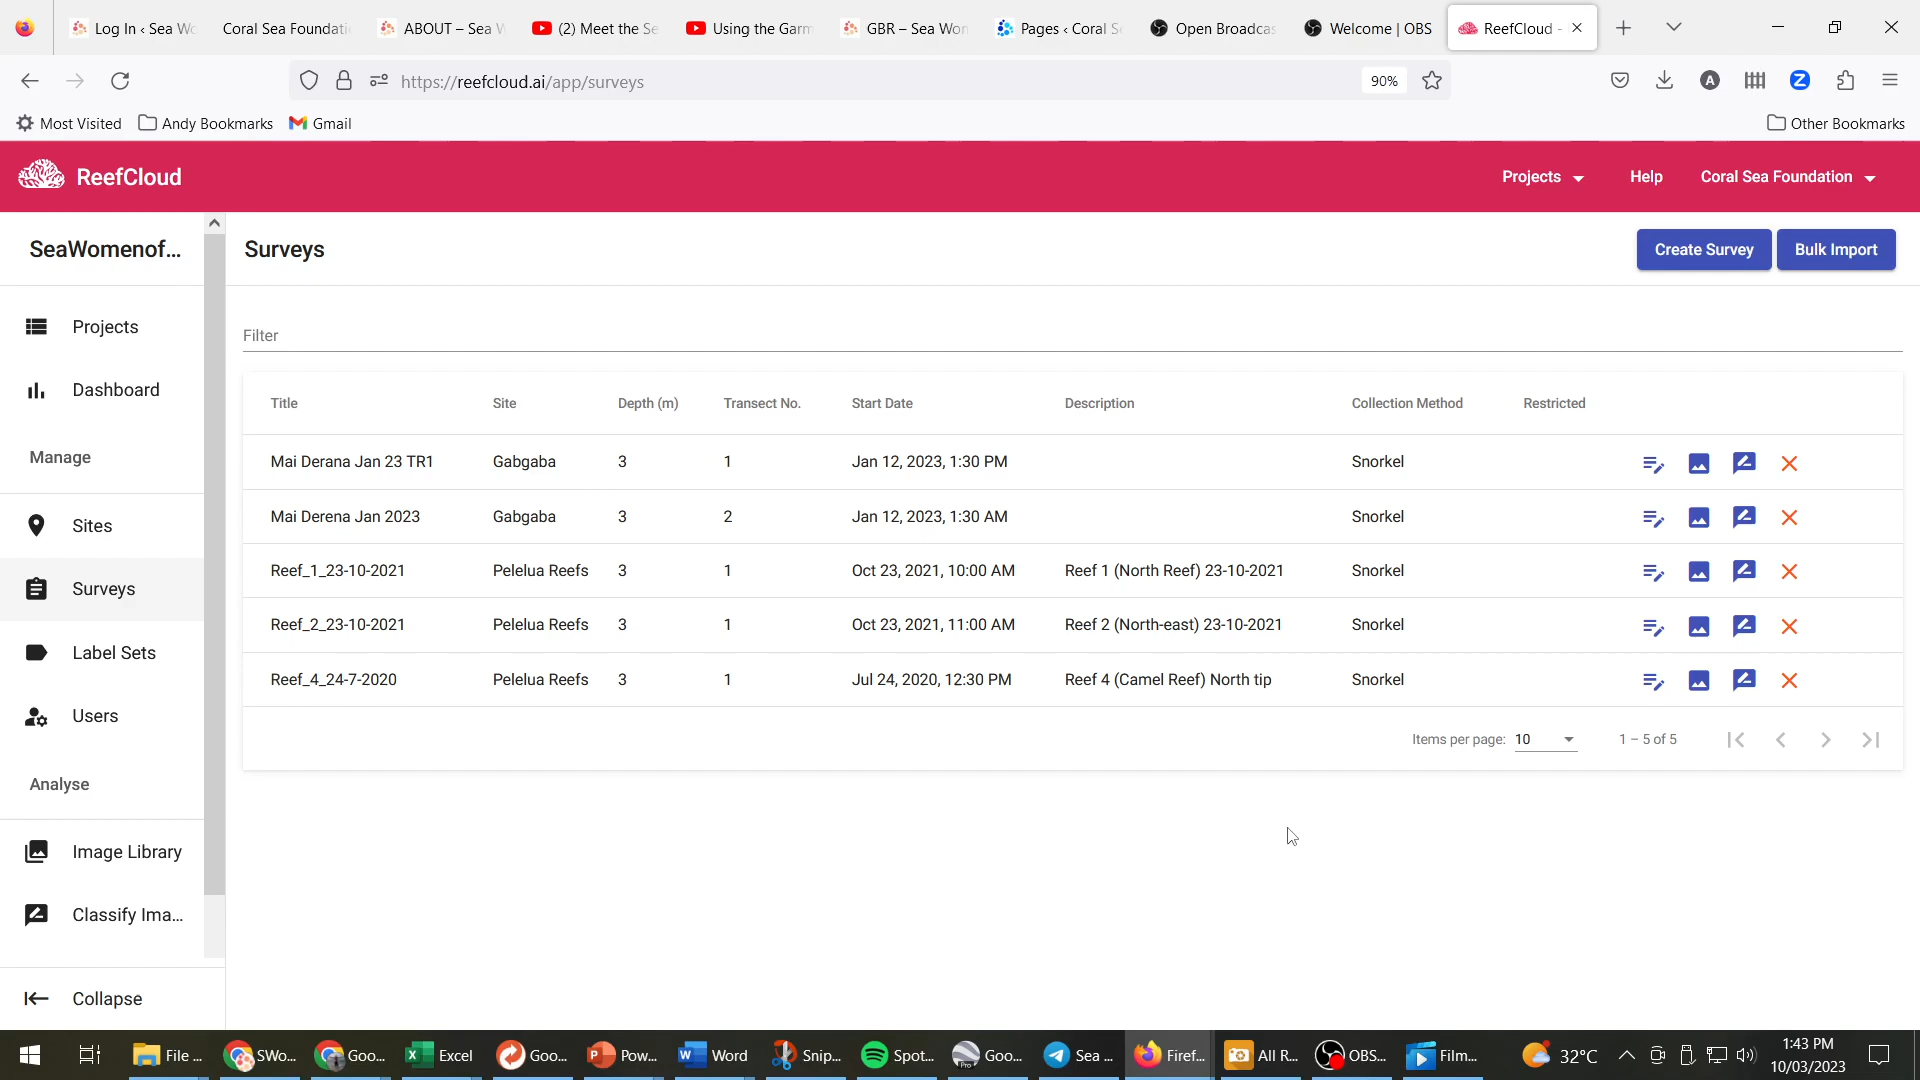 Log In ‹ Sea Wo
Coral Sea Foundati
ABOUT – Sea W
(2) Meet the Se
Using the Garm
GBR – Sea Wom
Pages ‹ Coral S
Open Broadcas
Welcome | OBS
ReefCloud -
https://reefcloud.ai/app/surveys
90%
Most Visited
Andy Bookmarks
Gmail
Other Bookmarks
ReefCloud
Projects
Help
Coral Sea Foundation
SeaWomenof...
Surveys
Create Survey
Bulk Import
Projects
Dashboard
Manage
Sites
Surveys
Label Sets
Users
Analyse
Image Library
Classify Ima...
Collapse
Filter
Title Site Depth (m) Transect No. Start Date Description Collection Method Restricted
Mai Derana Jan 23 TR1 Gabgaba 3 1 Jan 12, 2023, 1:30 PM Snorkel
Mai Derena Jan 2023 Gabgaba 3 2 Jan 12, 2023, 1:30 AM Snorkel
Reef_1_23-10-2021 Pelelua Reefs 3 1 Oct 23, 2021, 10:00 AM Reef 1 (North Reef) 23-10-2021 Snorkel
Reef_2_23-10-2021 Pelelua Reefs 3 1 Oct 23, 2021, 11:00 AM Reef 2 (North-east) 23-10-2021 Snorkel
Reef_4_24-7-2020 Pelelua Reefs 3 1 Jul 24, 2020, 12:30 PM Reef 4 (Camel Reef) North tip Snorkel
Items per page: 10 1 – 5 of 5
File ...
SWo...
Goo...
Excel
Goo...
Pow...
Word
Snip...
Spot...
Goo...
Sea ...
Firef...
All R...
OBS...
Film...
32°C
1:43 PM
10/03/2023